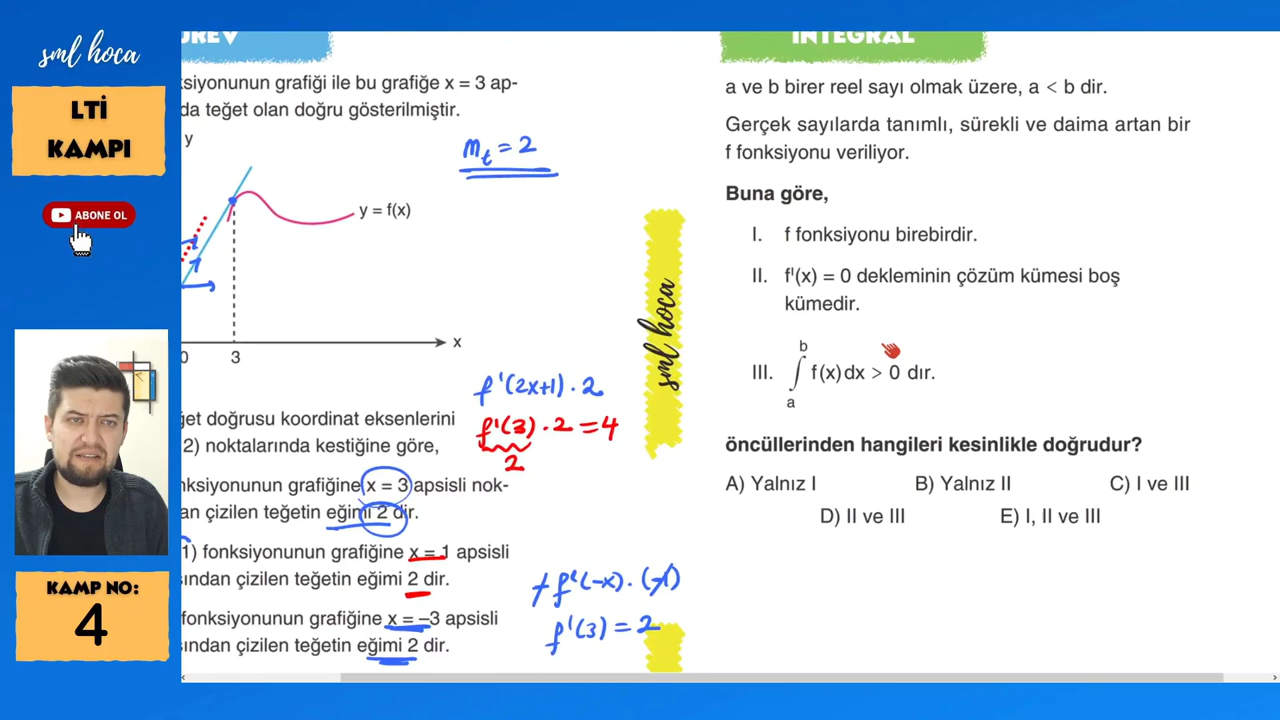 sml hoca
LTİ
KAMPI
ABONE OL
KAMP NO:
4
ksiyonunun grafiği ile bu grafiğe x = 3 ap-
da teğet olan doğru gösterilmiştir.
y
m_t = 2
y = f(x)
x
0
3
ğet doğrusu koordinat eksenlerini
2) noktalarında kestiğine göre,
nksiyonunun grafiğine x = 3 apsisli nok-
an çizilen teğetin eğimi 2 dir.
1) fonksiyonunun grafiğine x = 1 apsisli
sından çizilen teğetin eğimi 2 dir.
fonksiyonunun grafiğine x = –3 apsisli
sından çizilen teğetin eğimi 2 dir.
f'(2x+1) · 2
f'(3) · 2 = 4
2
+f'(-x) · (-1)
f'(3) = 2
sml hoca
İNTEGRAL
a ve b birer reel sayı olmak üzere, a < b dir.
Gerçek sayılarda tanımlı, sürekli ve daima artan bir
f fonksiyonu veriliyor.
Buna göre,
I. f fonksiyonu birebirdir.
II. f'(x) = 0 dekleminin çözüm kümesi boş
kümedir.
b
III. ∫ f(x) dx > 0 dır.
a
öncüllerinden hangileri kesinlikle doğrudur?
A) Yalnız I B) Yalnız II C) I ve III
D) II ve III E) I, II ve III